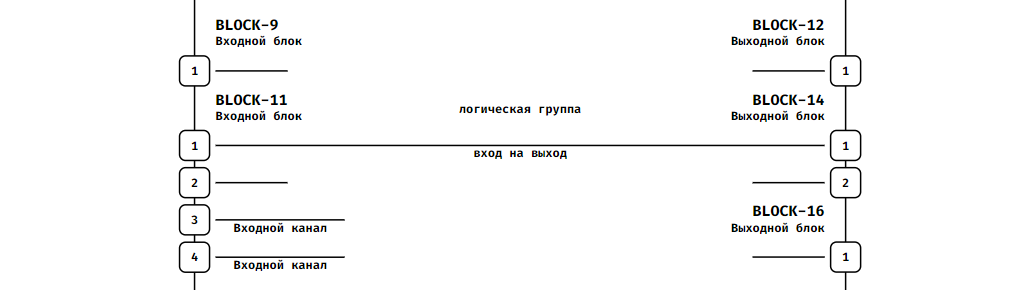 BLOCK-9
Входной блок
1
BLOCK-12
Выходной блок
1
BLOCK-11
Входной блок
логическая группа
BLOCK-14
Выходной блок
1
вход на выход
1
2
2
3
Входной канал
BLOCK-16
Выходной блок
4
Входной канал
1